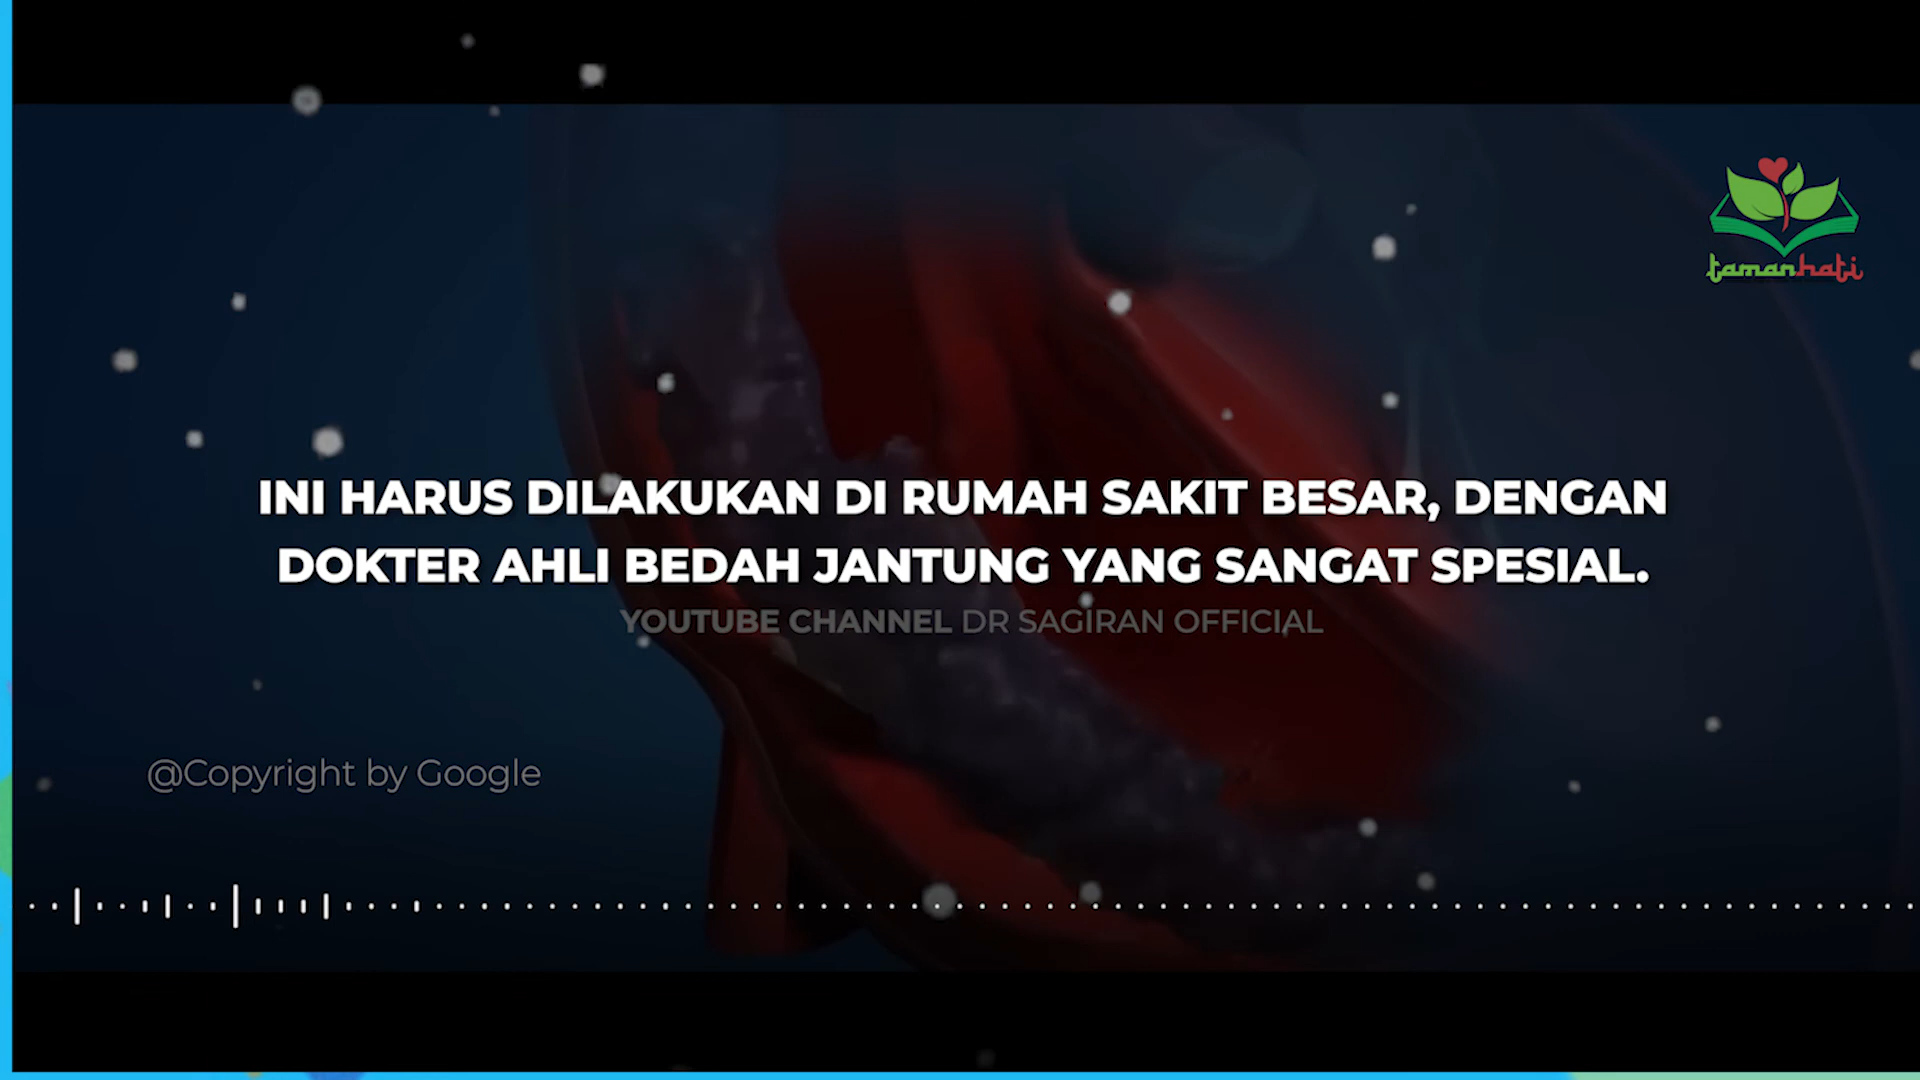 tamanhati
INI HARUS DILAKUKAN DI RUMAH SAKIT BESAR, DENGAN
DOKTER AHLI BEDAH JANTUNG YANG SANGAT SPESIAL.
YOUTUBE CHANNEL DR SAGIRAN OFFICIAL
@Copyright by Google